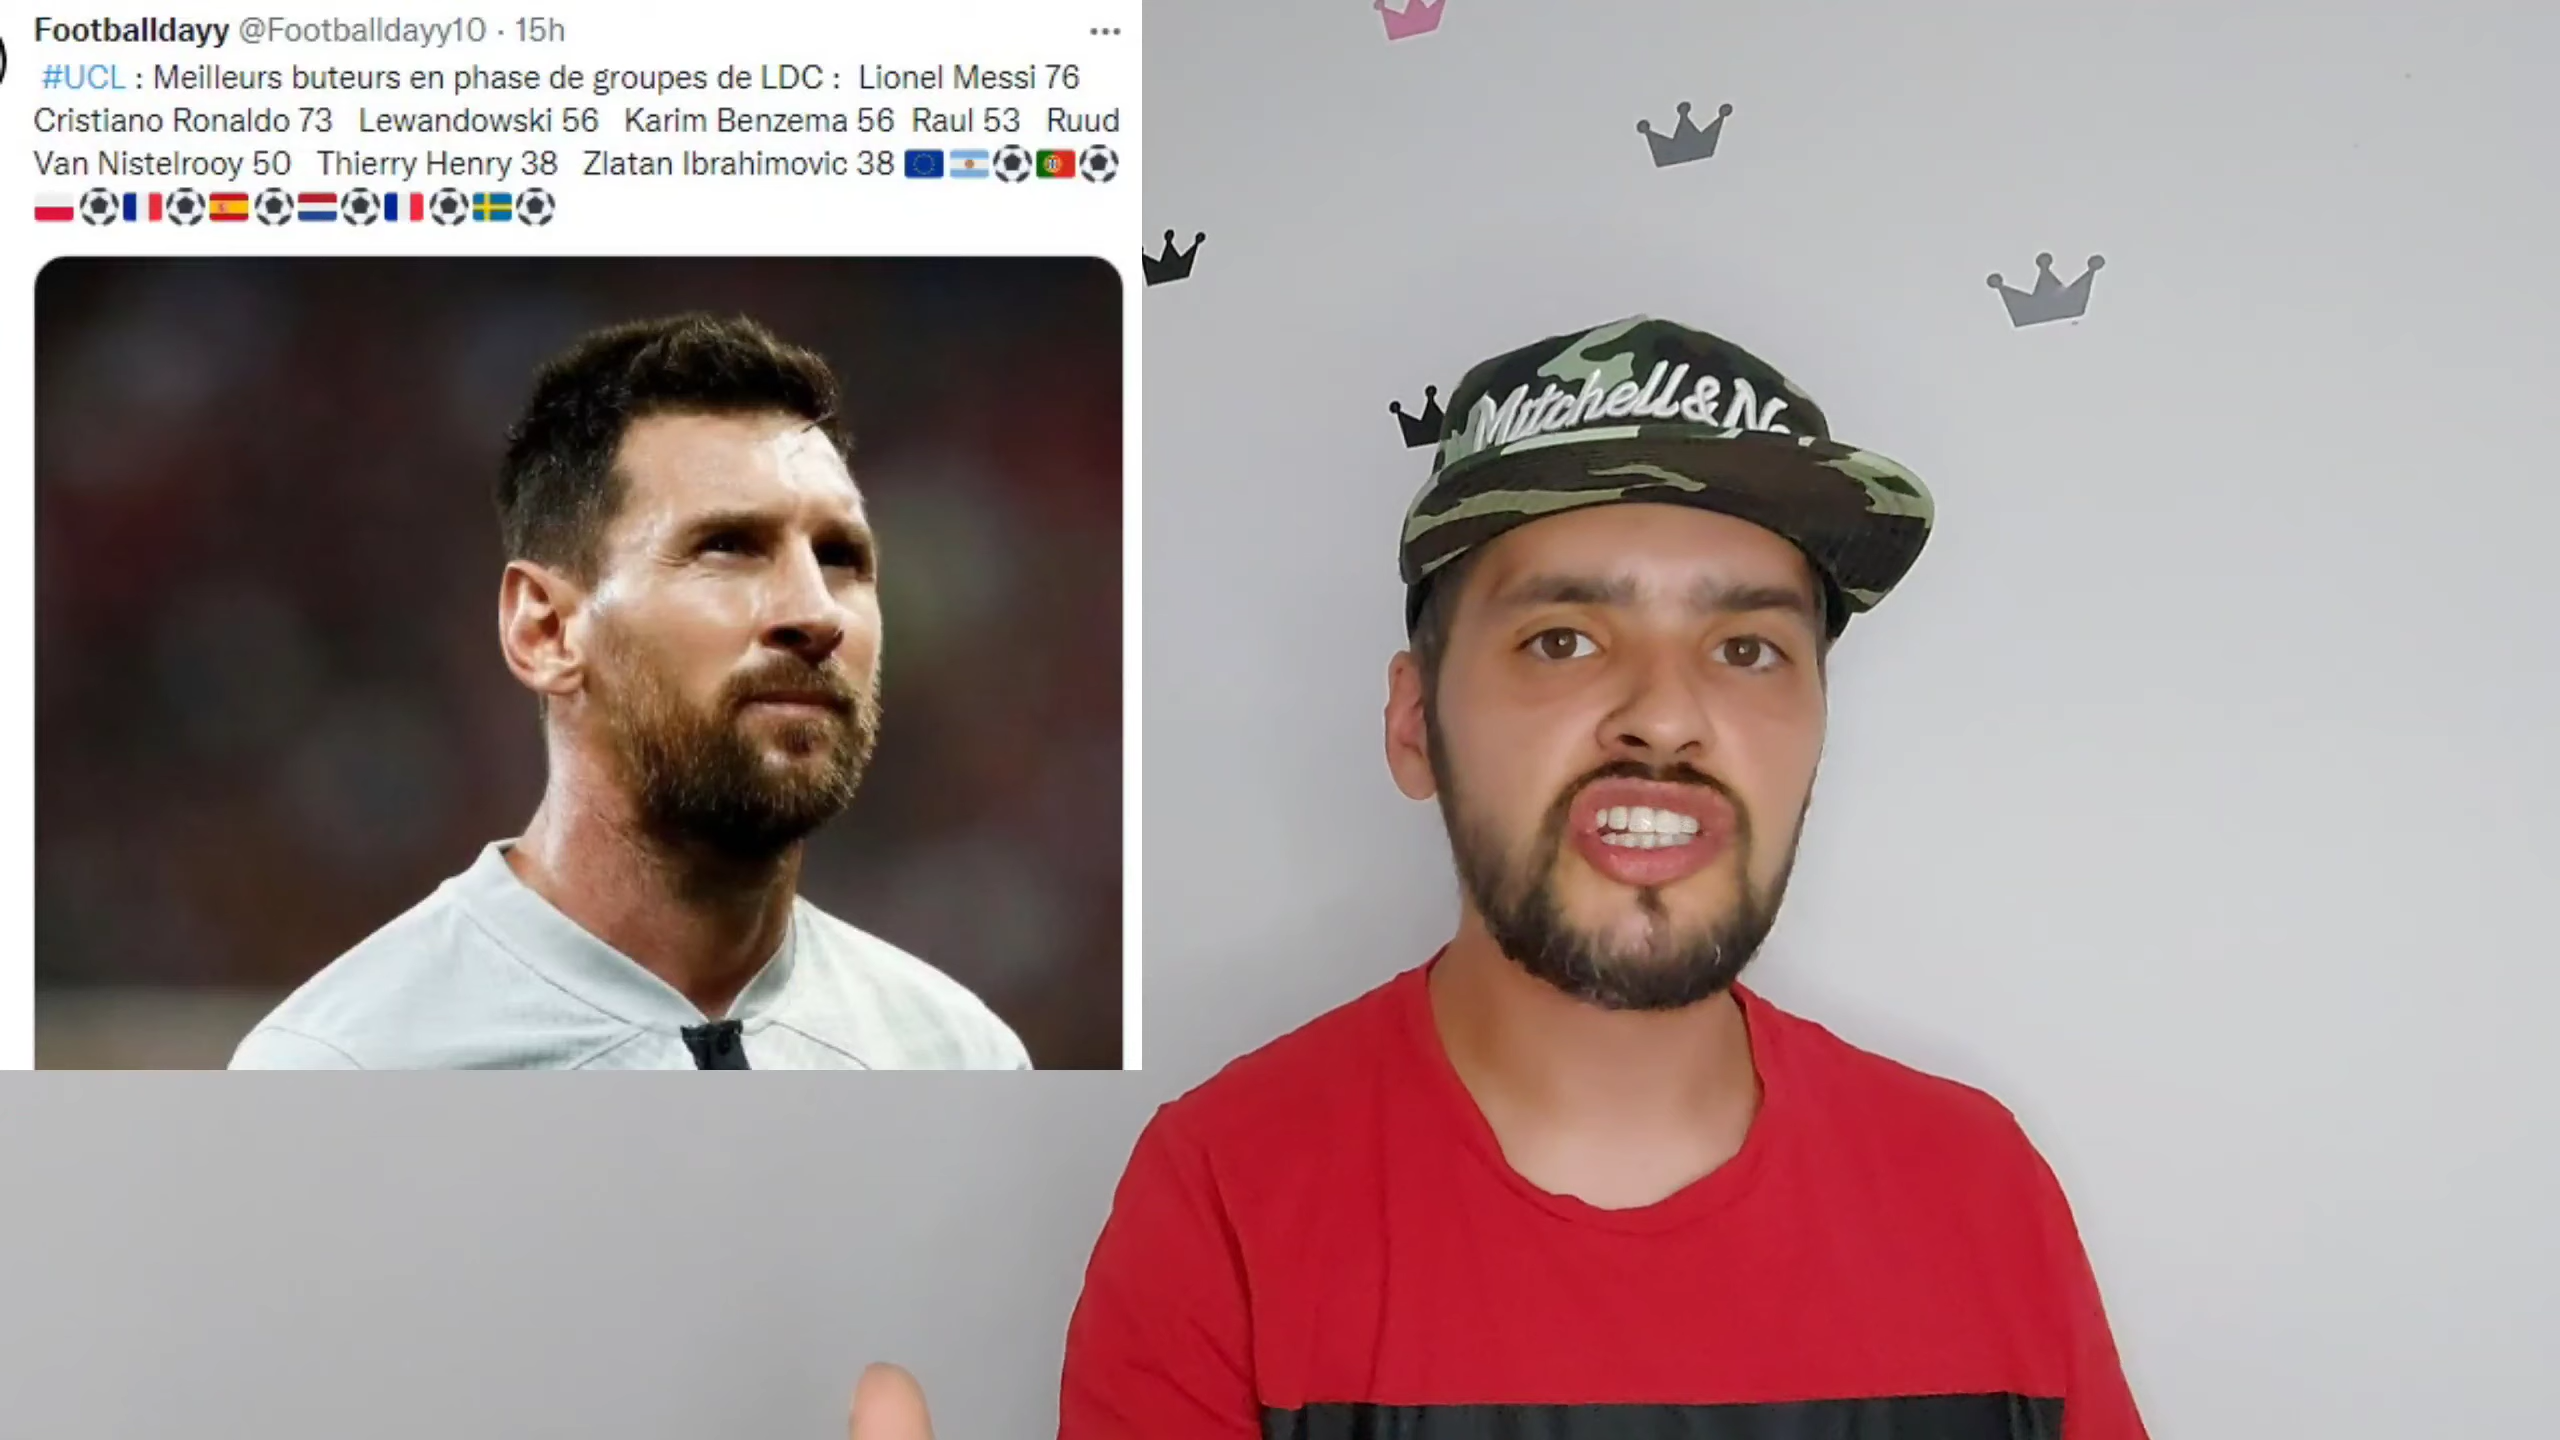 Footballdayy @Footballdayy10 · 15h
#UCL : Meilleurs buteurs en phase de groupes de LDC : Lionel Messi 76
Cristiano Ronaldo 73 Lewandowski 56 Karim Benzema 56 Raul 53 Ruud
Van Nistelrooy 50 Thierry Henry 38 Zlatan Ibrahimovic 38
Mitchell & N